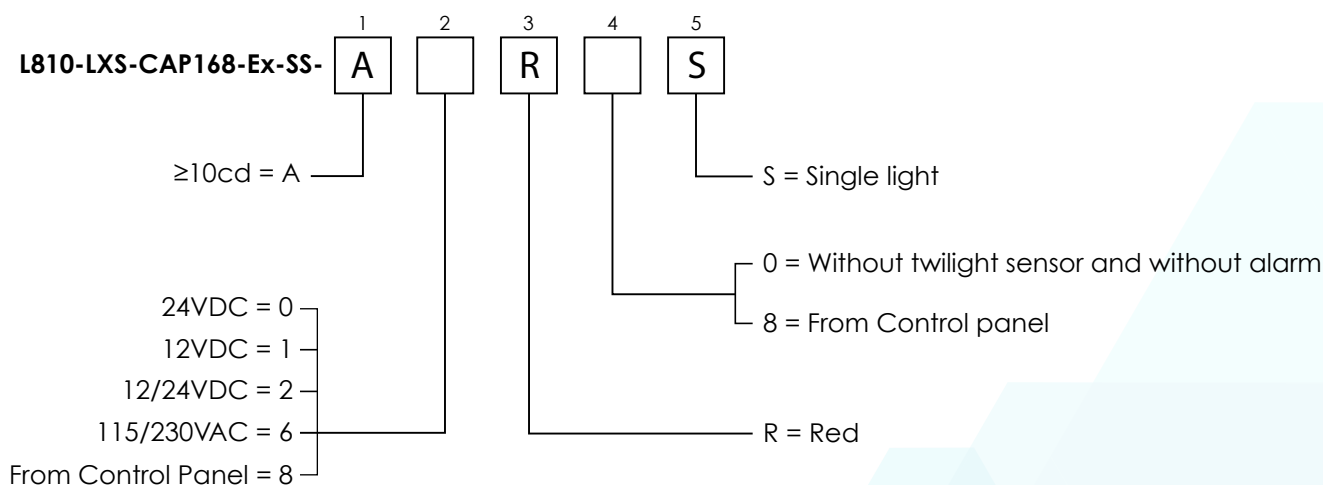 1 2 3 4 5
L810-LXS-CAP168-Ex-SS- A R S
≥10cd = A
S = Single light
0 = Without twilight sensor and without alarm
24VDC = 0
8 = From Control panel
12VDC = 1
12/24VDC = 2
115/230VAC = 6
R = Red
From Control Panel = 8